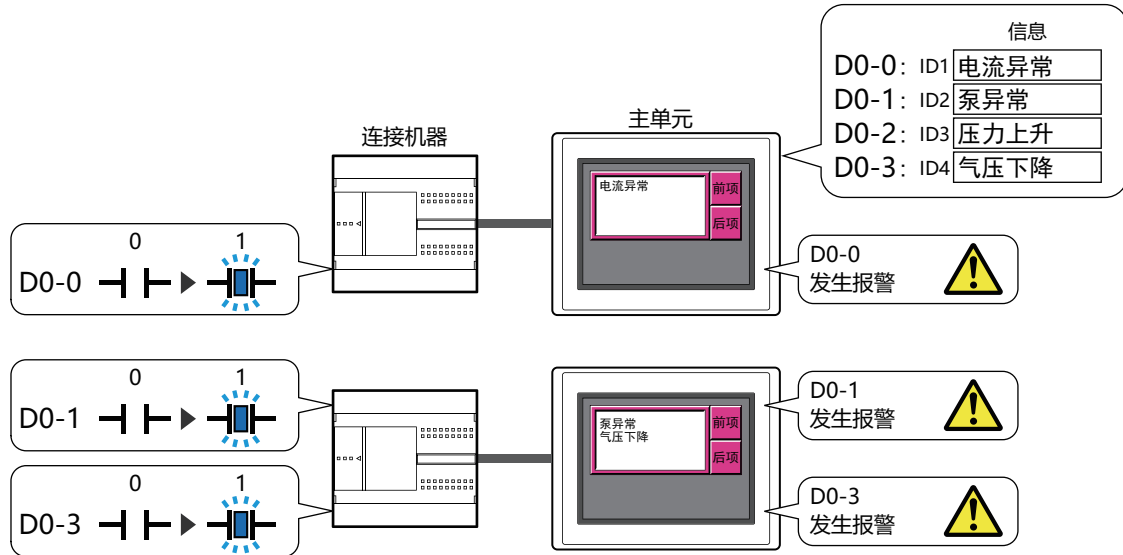 信息
D0-0: ID1 电流异常
D0-1: ID2 泵异常
D0-2: ID3 压力上升
D0-3: ID4 气压下降
连接机器
主单元
电流异常
前项
后项
0 1
D0-0
D0-0
发生报警
0 1
D0-1
泵异常
气压下降
前项
后项
D0-1
发生报警
0 1
D0-3
D0-3
发生报警